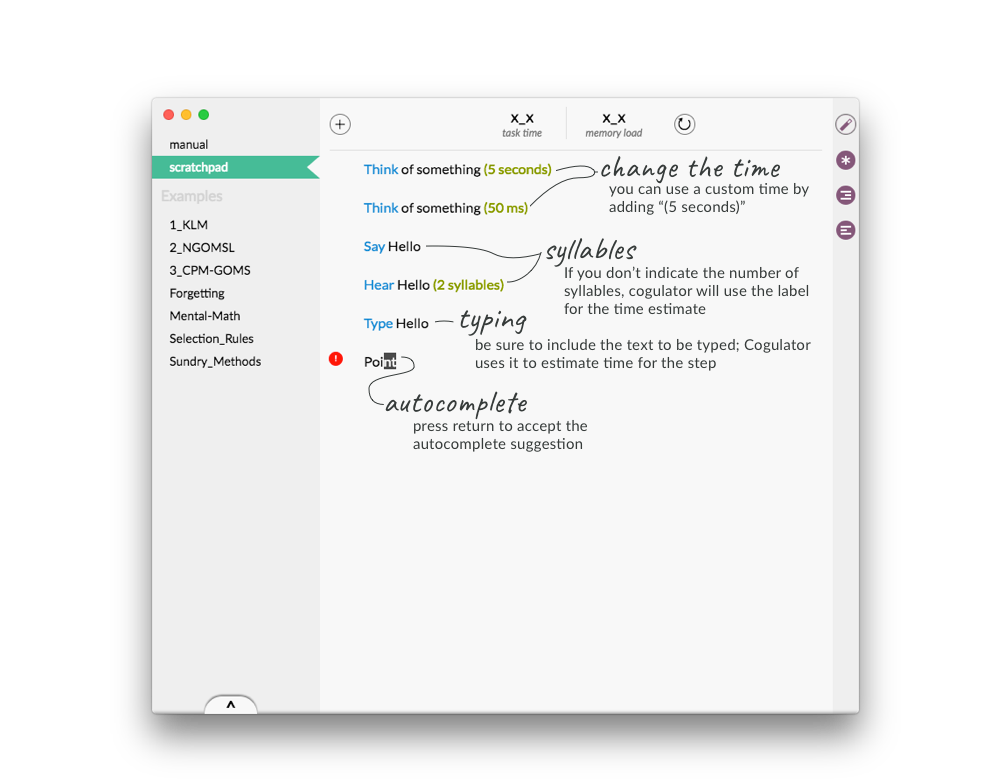 manual
scratchpad
Examples
1_KLM
2_NGOMSL
3_CPM-GOMS
Forgetting
Mental-Math
Selection_Rules
Sundry_Methods
^
x_x
task time
x_x
memory load
Think of something (5 seconds)
change the time
you can use a custom time by
adding “(5 seconds)”
Think of something (50 ms)
Say Hello
syllables
If you don’t indicate the number of
syllables, cogulator will use the label
for the time estimate
Hear Hello (2 syllables)
Type Hello
typing
be sure to include the text to be typed; Cogulator
uses it to estimate time for the step
Point
autocomplete
press return to accept the
autocomplete suggestion